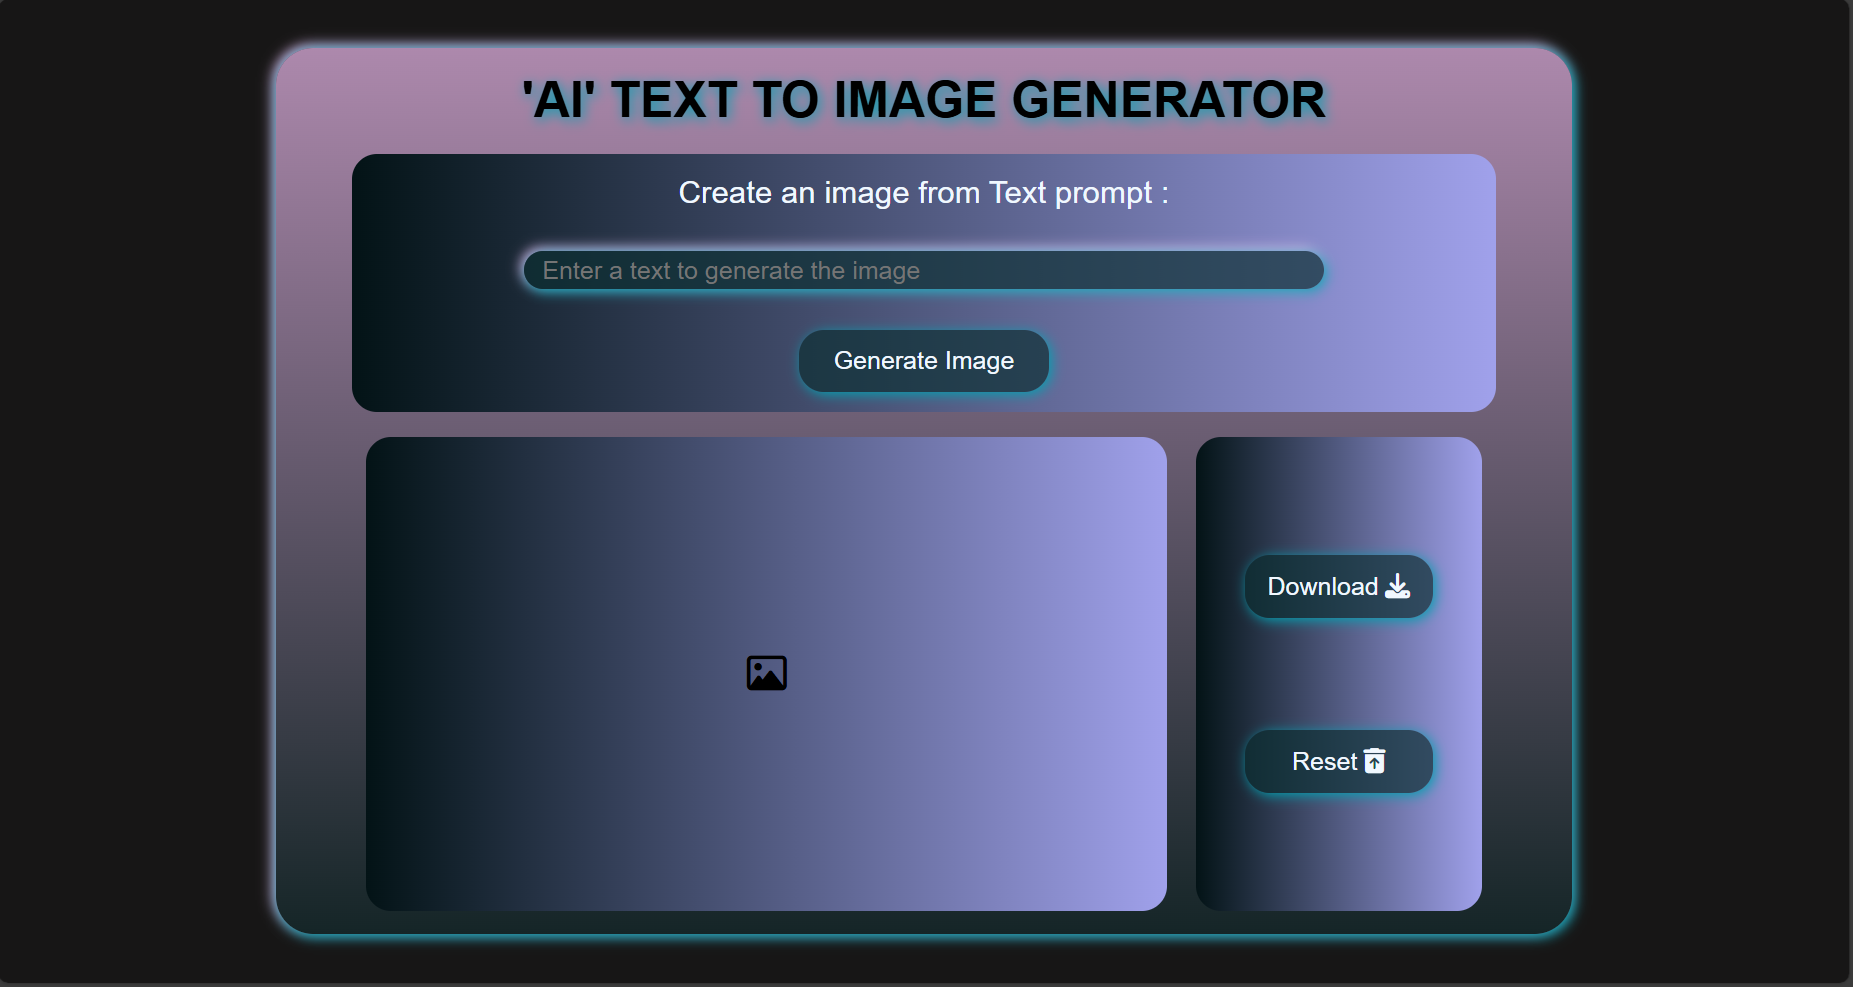 'AI' TEXT TO IMAGE GENERATOR
Create an image from Text prompt :
Enter a text to generate the image
Generate Image
Download
Reset